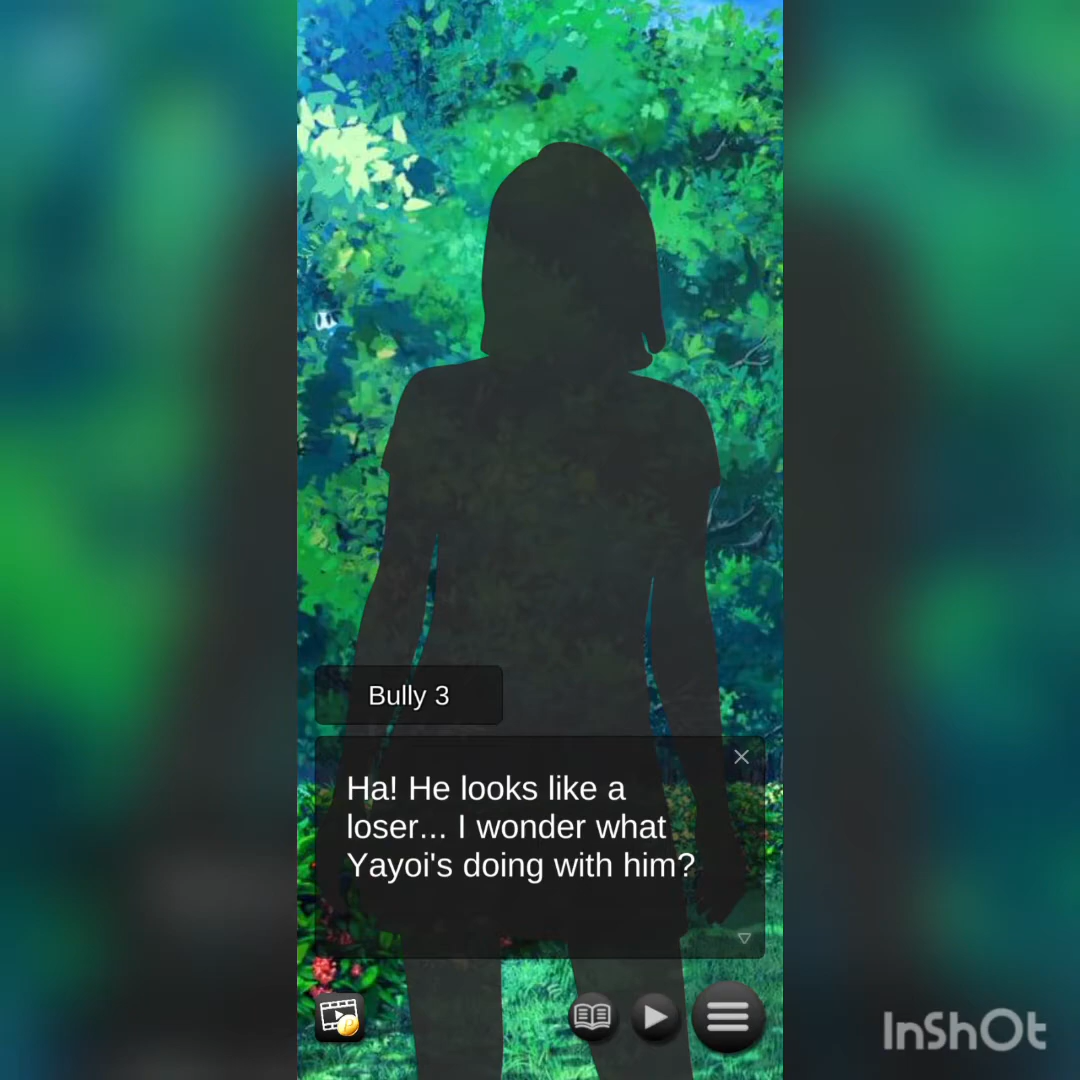 Bully 3
Ha! He looks like a
loser... I wonder what
Yayoi's doing with him?
InShOt